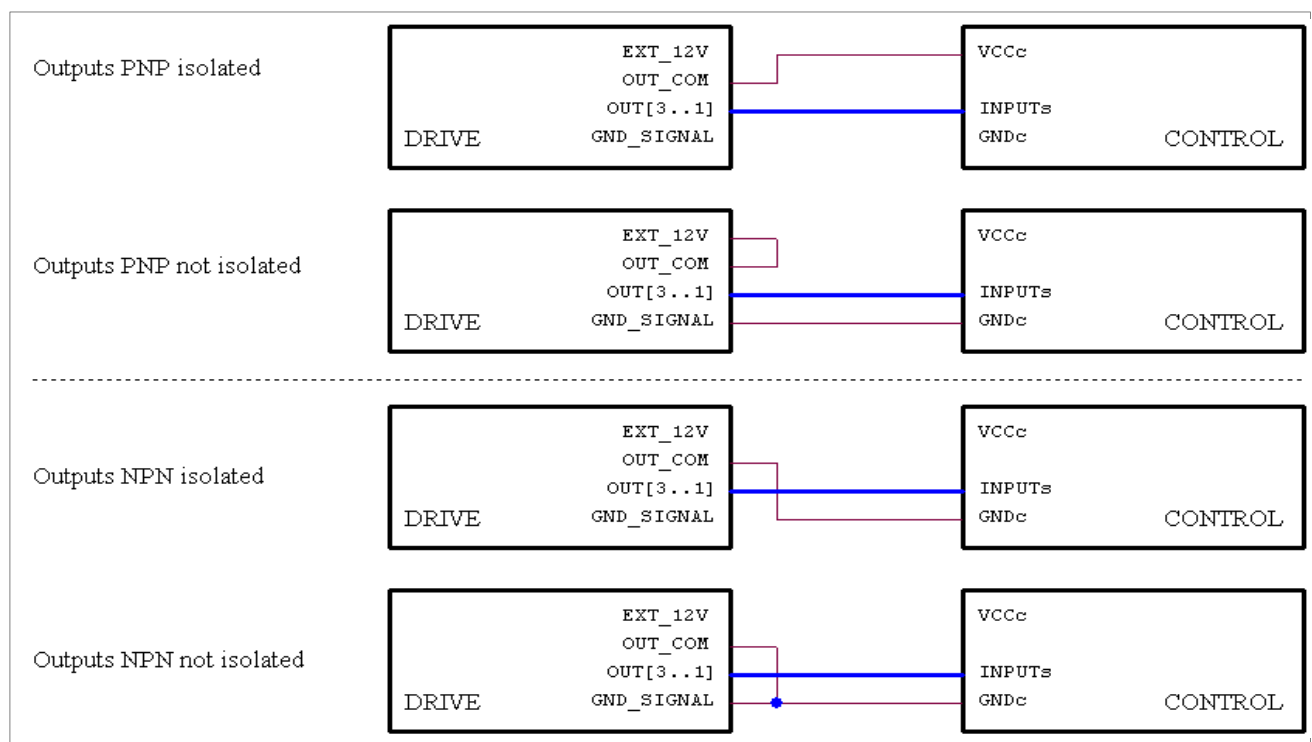 Outputs PNP isolated
EXT_12V
OUT_COM
OUT[3..1]
DRIVE GND_SIGNAL
VCCc
INPUTs
GNDc CONTROL
Outputs PNP not isolated
EXT_12V
OUT_COM
OUT[3..1]
DRIVE GND_SIGNAL
VCCc
INPUTs
GNDc CONTROL
Outputs NPN isolated
EXT_12V
OUT_COM
OUT[3..1]
DRIVE GND_SIGNAL
VCCc
INPUTs
GNDc CONTROL
Outputs NPN not isolated
EXT_12V
OUT_COM
OUT[3..1]
DRIVE GND_SIGNAL
VCCc
INPUTs
GNDc CONTROL